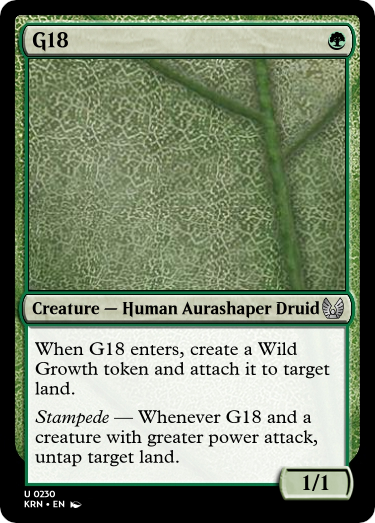 G18
Creature — Human Aurashaper Druid
When G18 enters, create a Wild
Growth token and attach it to target
land.
Stampede — Whenever G18 and a
creature with greater power attack,
untap target land.
1/1
U 0230
KRN • EN